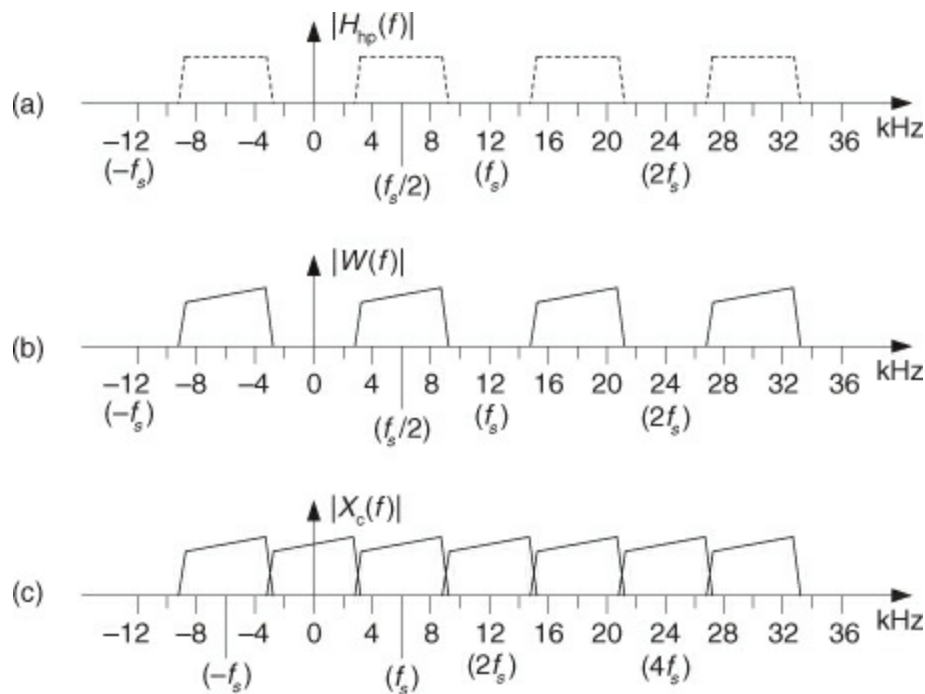 |H_hp(f)|
(a)
−12 −8 −4 0 4 8 12 16 20 24 28 32 36 kHz
(−f_s) (f_s/2) (f_s) (2f_s)
|W(f)|
(b)
−12 −8 −4 0 4 8 12 16 20 24 28 32 36 kHz
(−f_s) (f_s/2) (f_s) (2f_s)
|X_c(f)|
(c)
−12 −8 −4 0 4 8 12 16 20 24 28 32 36 kHz
(−f_s) (f_s) (2f_s) (4f_s)